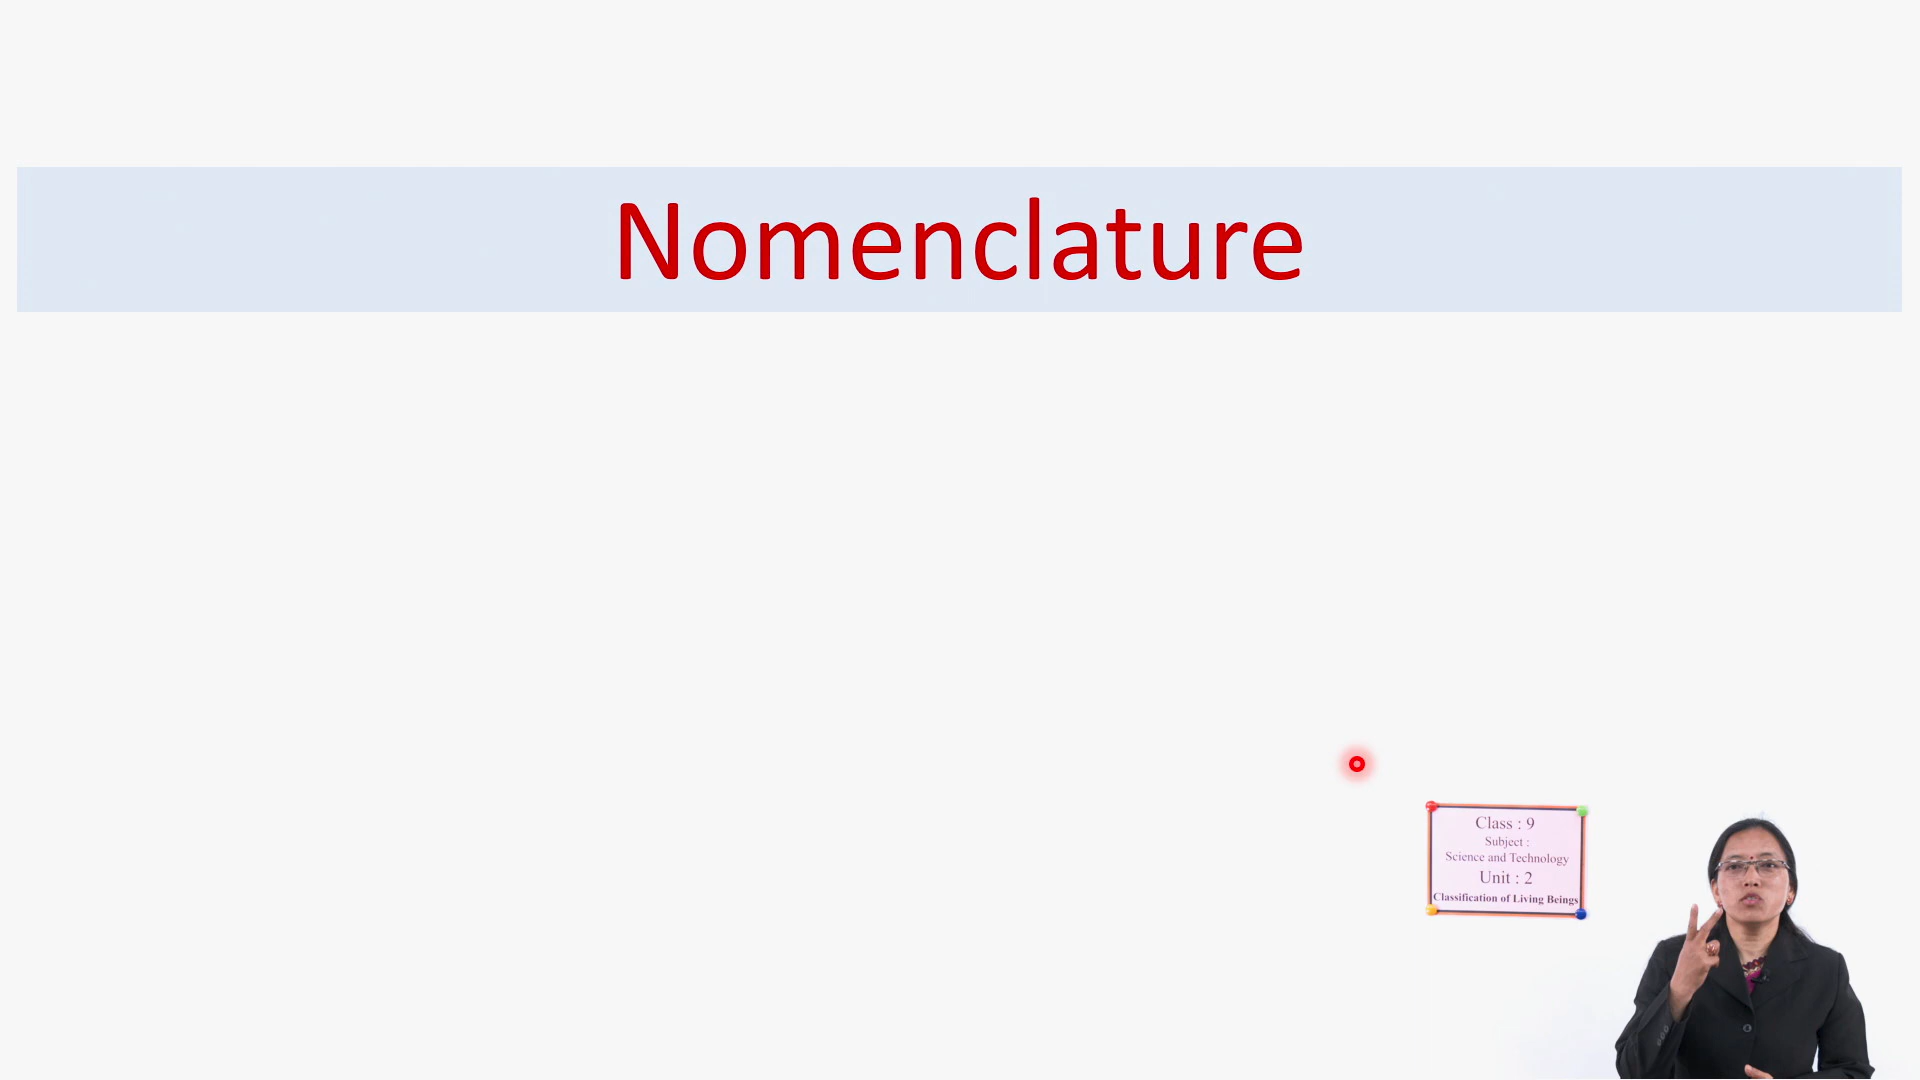 Nomenclature
Class : 9
Subject :
Science and Technology
Unit : 2
Classification of Living Beings